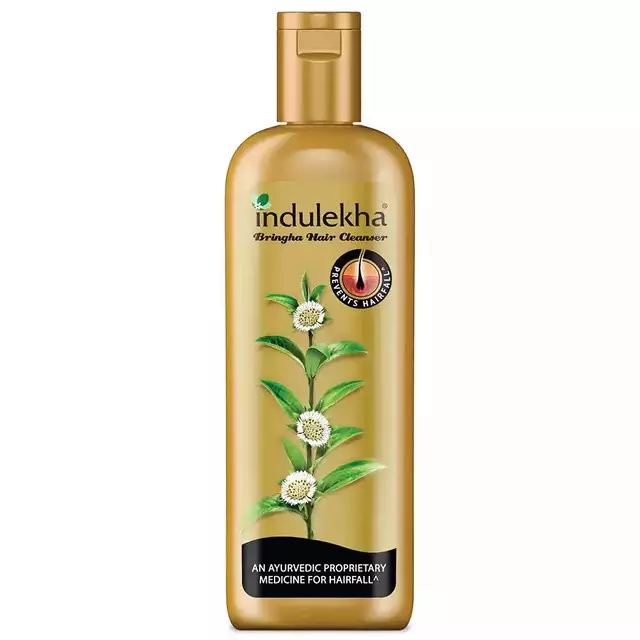 indulekha®
Bringha Hair Cleanser
PREVENTS HAIRFALL^
AN AYURVEDIC PROPRIETARY
MEDICINE FOR HAIRFALL^